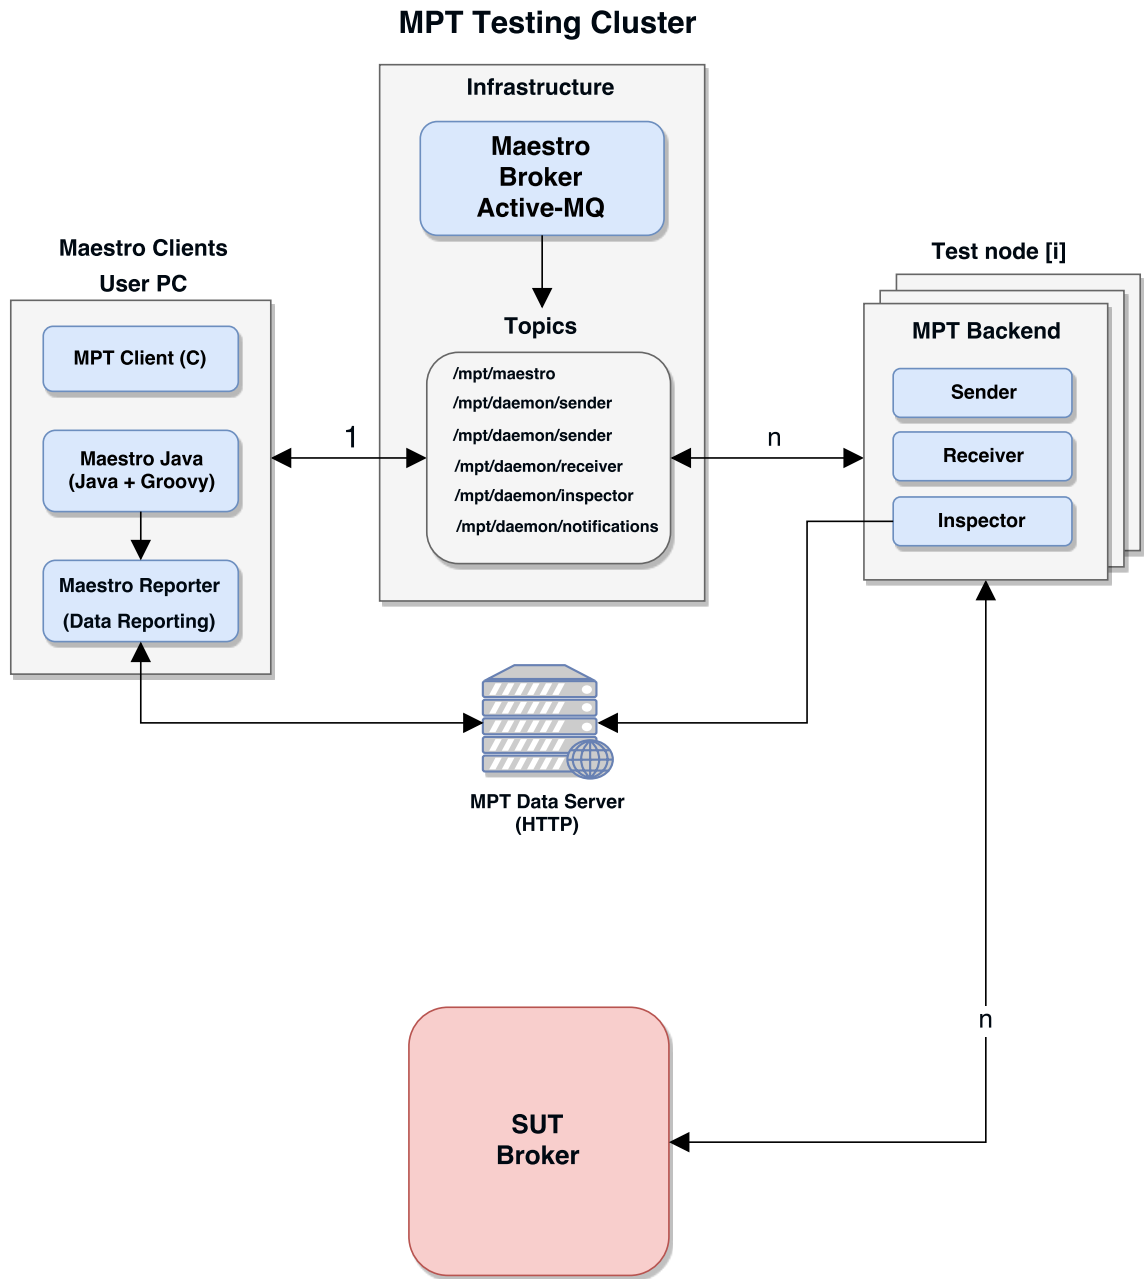 MPT Testing Cluster
Infrastructure
Maestro
Broker
Active-MQ
Topics
/mpt/maestro
/mpt/daemon/sender
/mpt/daemon/sender
/mpt/daemon/receiver
/mpt/daemon/inspector
/mpt/daemon/notifications
Maestro Clients
User PC
MPT Client (C)
Maestro Java
(Java + Groovy)
Maestro Reporter
(Data Reporting)
1
n
Test node [i]
MPT Backend
Sender
Receiver
Inspector
MPT Data Server
(HTTP)
n
SUT
Broker